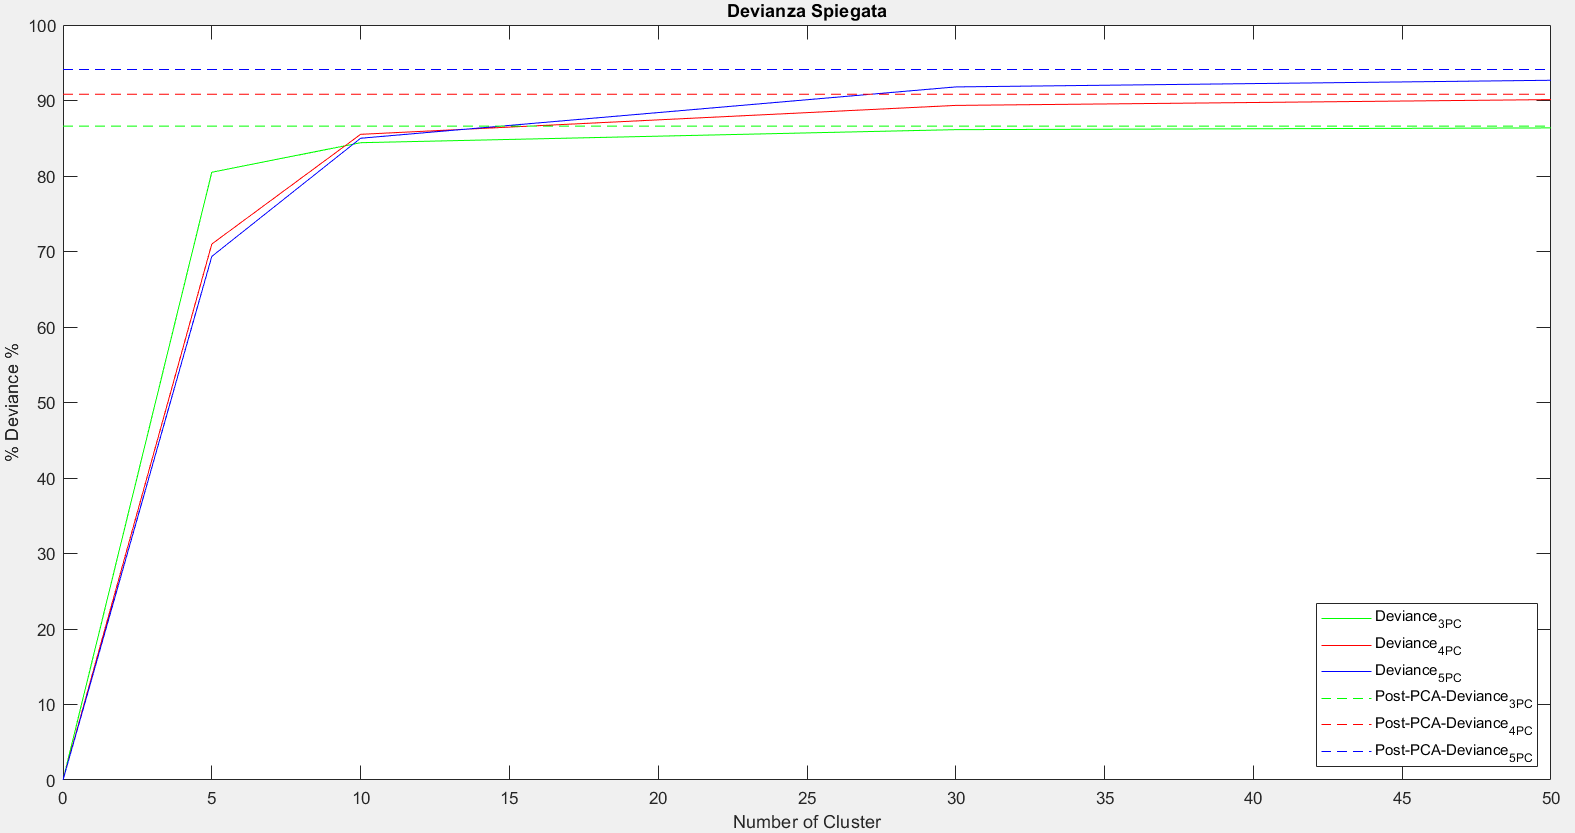 Devianza Spiegata
100
90
80
70
60
50
40
30
20
10
0
% Deviance %
0 5 10 15 20 25 30 35 40 45 50
Number of Cluster
Deviance3PC
Deviance4PC
Deviance5PC
Post-PCA-Deviance3PC
Post-PCA-Deviance4PC
Post-PCA-Deviance5PC